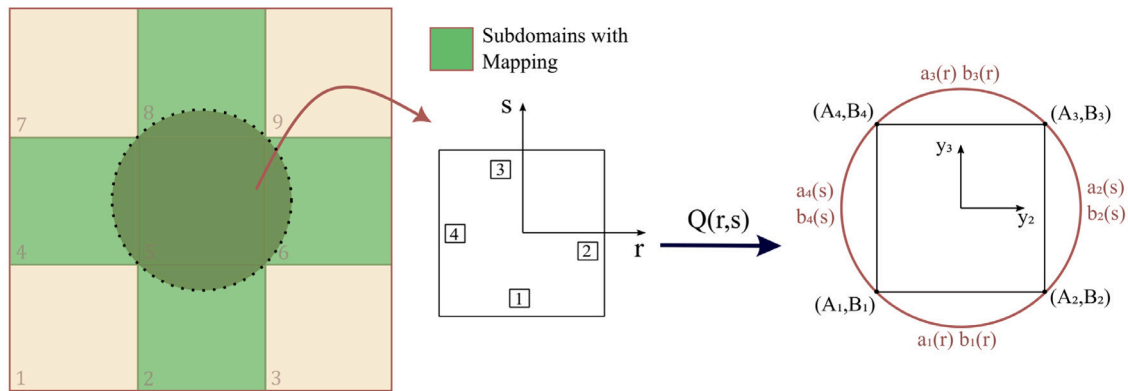 Subdomains with
Mapping
7
8
9
4
6
1
2
3
s
r
3
4
2
1
Q(r,s)
a₃(r) b₃(r)
(A₄,B₄)
(A₃,B₃)
y₃
y₂
a₄(s)
b₄(s)
a₂(s)
b₂(s)
(A₁,B₁)
(A₂,B₂)
a₁(r) b₁(r)